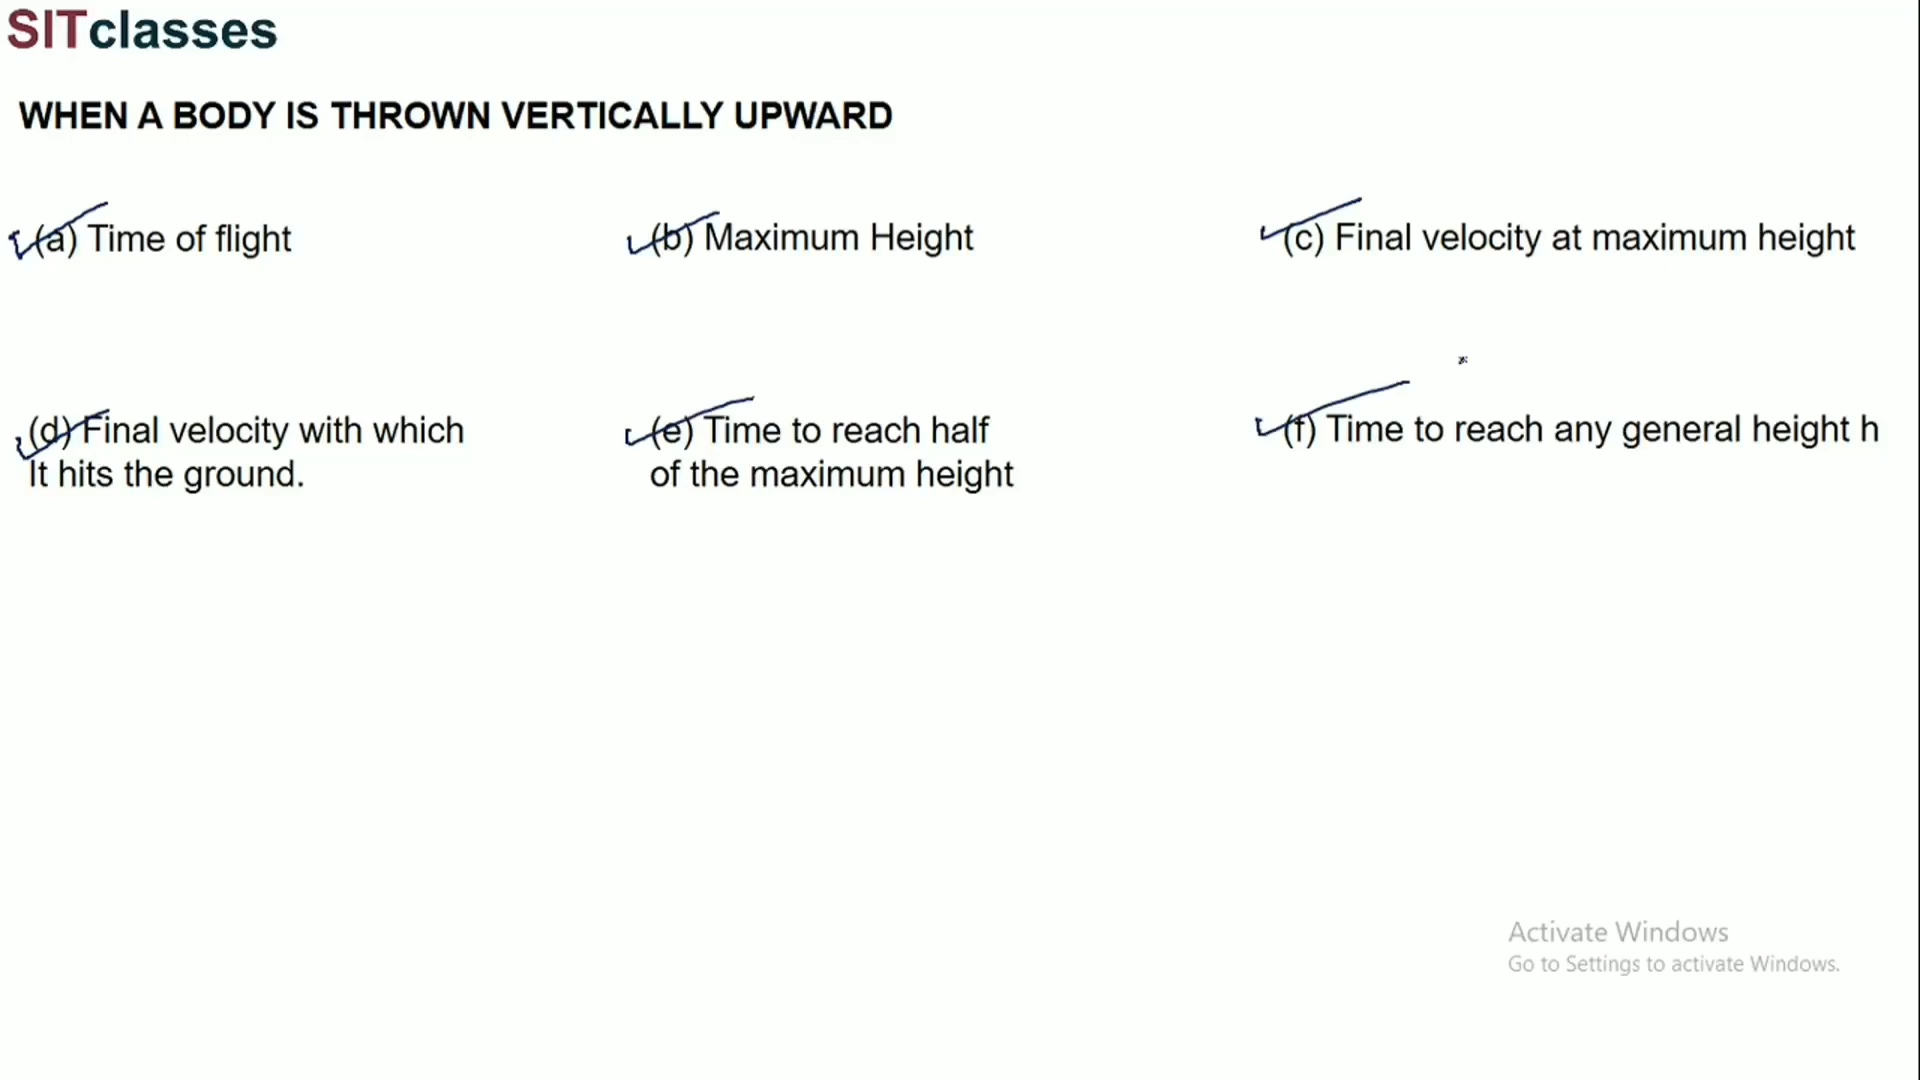 SITclasses
WHEN A BODY IS THROWN VERTICALLY UPWARD
(a) Time of flight
(b) Maximum Height
(c) Final velocity at maximum height
(d) Final velocity with which
It hits the ground.
(e) Time to reach half
of the maximum height
(f) Time to reach any general height h
Activate Windows
Go to Settings to activate Windows.